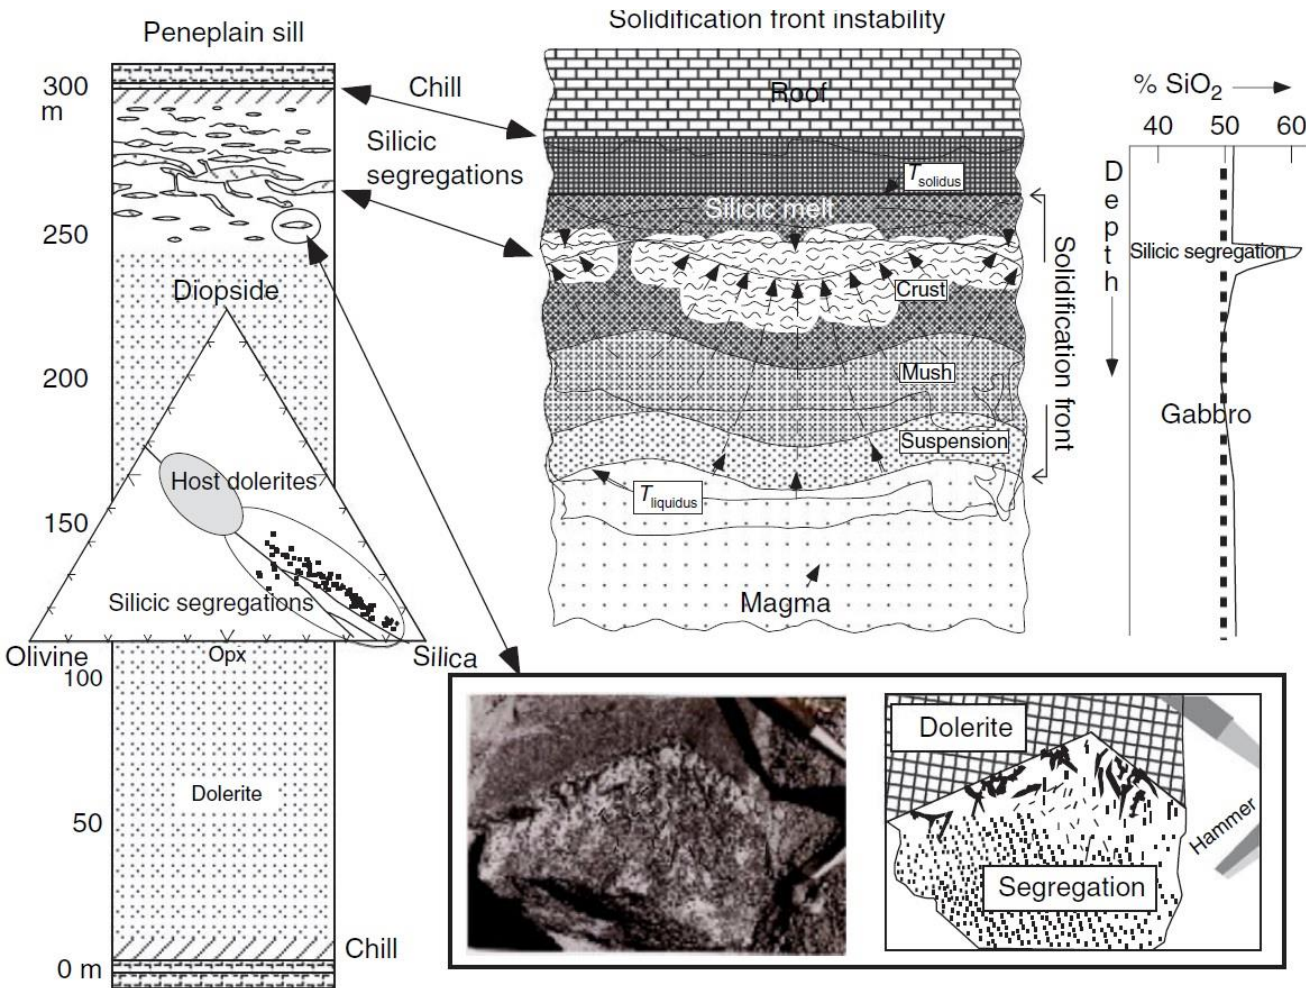 Peneplain sill
300
m
250
200
150
100
50
0 m
Chill
Silicic
segregations
Diopside
Host dolerites
Silicic segregations
Olivine
Opx
Silica
Dolerite
Chill
Solidification front instability
Roof
Tsolidus
Silicic melt
Crust
Mush
Suspension
Tliquidus
Magma
Solidification front
% SiO2
40 50 60
Depth
Silicic segregation
Gabbro
Dolerite
Segregation
Hammer